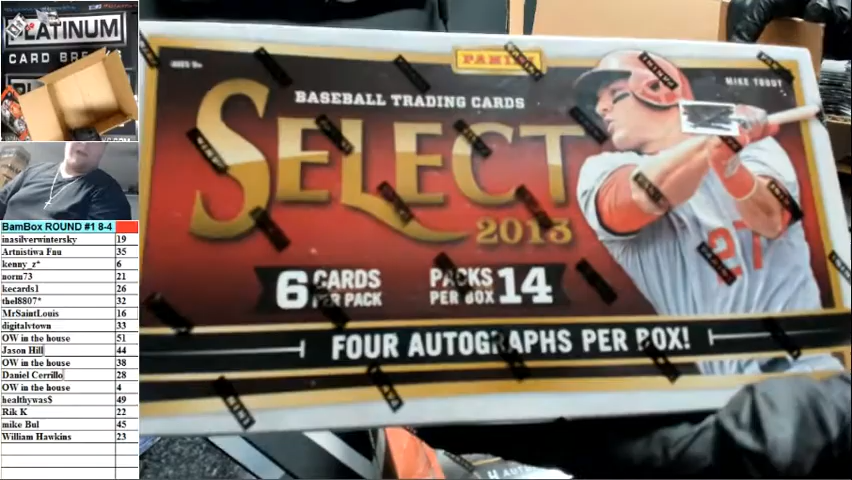 PLATINUM
CARD BRE
BamBox ROUND #1 8-4
inasilverwintersky 19
Artnistiwa Fnu 35
kenny_z* 6
norm73 21
kecards1 26
thel8807* 32
MrSaintLouis 16
digitalvtown 33
OW in the house 51
Jason Hill 44
OW in the house 38
Daniel Cerrillo 28
OW in the house 4
healthywas$ 49
Rik K 22
mike Bul 45
William Hawkins 23
PANINI
MIKE TROUT
BASEBALL TRADING CARDS
SELECT
2013
27
6 CARDS PER PACK
PACKS PER BOX 14
FOUR AUTOGRAPHS PER BOX!